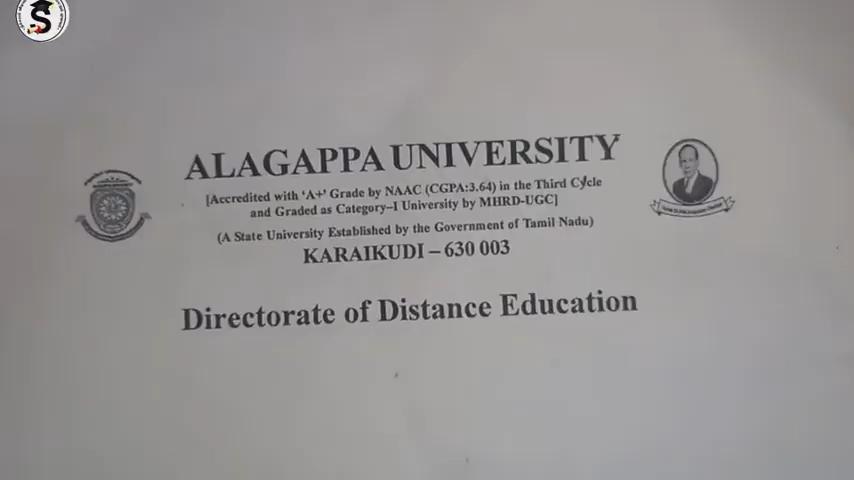 S
ALAGAPPA UNIVERSITY
[Accredited with 'A+' Grade by NAAC (CGPA:3.64) in the Third Cycle
and Graded as Category–I University by MHRD-UGC]
(A State University Established by the Government of Tamil Nadu)
KARAIKUDI – 630 003
Directorate of Distance Education